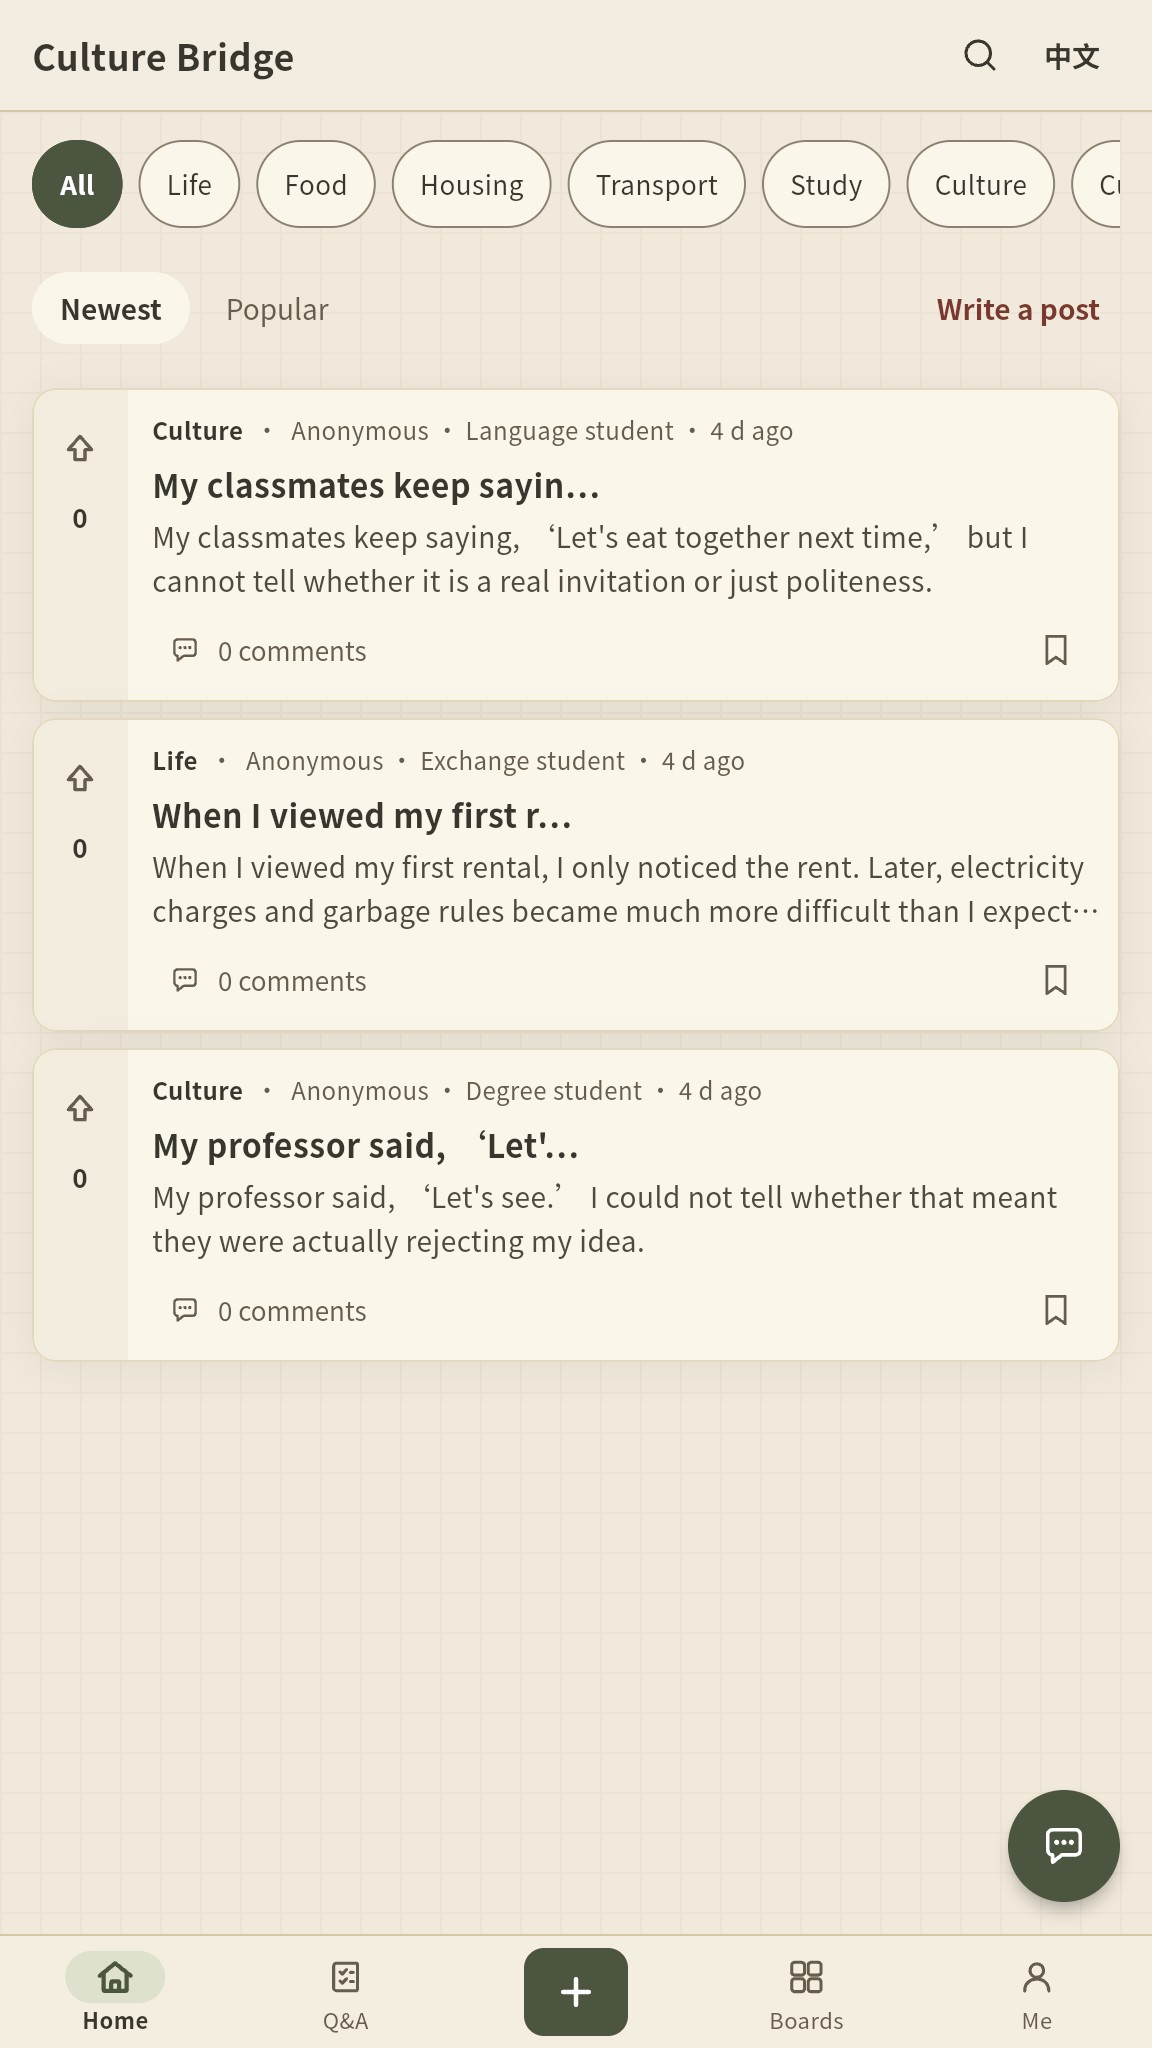 Culture Bridge
中文
All
Life
Food
Housing
Transport
Study
Culture
Newest
Popular
Write a post
Culture · Anonymous · Language student · 4 d ago
My classmates keep sayin...
0
My classmates keep saying, ‘Let's eat together next time,’ but I
cannot tell whether it is a real invitation or just politeness.
0 comments
Life · Anonymous · Exchange student · 4 d ago
When I viewed my first r...
0
When I viewed my first rental, I only noticed the rent. Later, electricity
charges and garbage rules became much more difficult than I expect…
0 comments
Culture · Anonymous · Degree student · 4 d ago
My professor said, ‘Let'...
0
My professor said, ‘Let's see.’ I could not tell whether that meant
they were actually rejecting my idea.
0 comments
Home
Q&A
Boards
Me